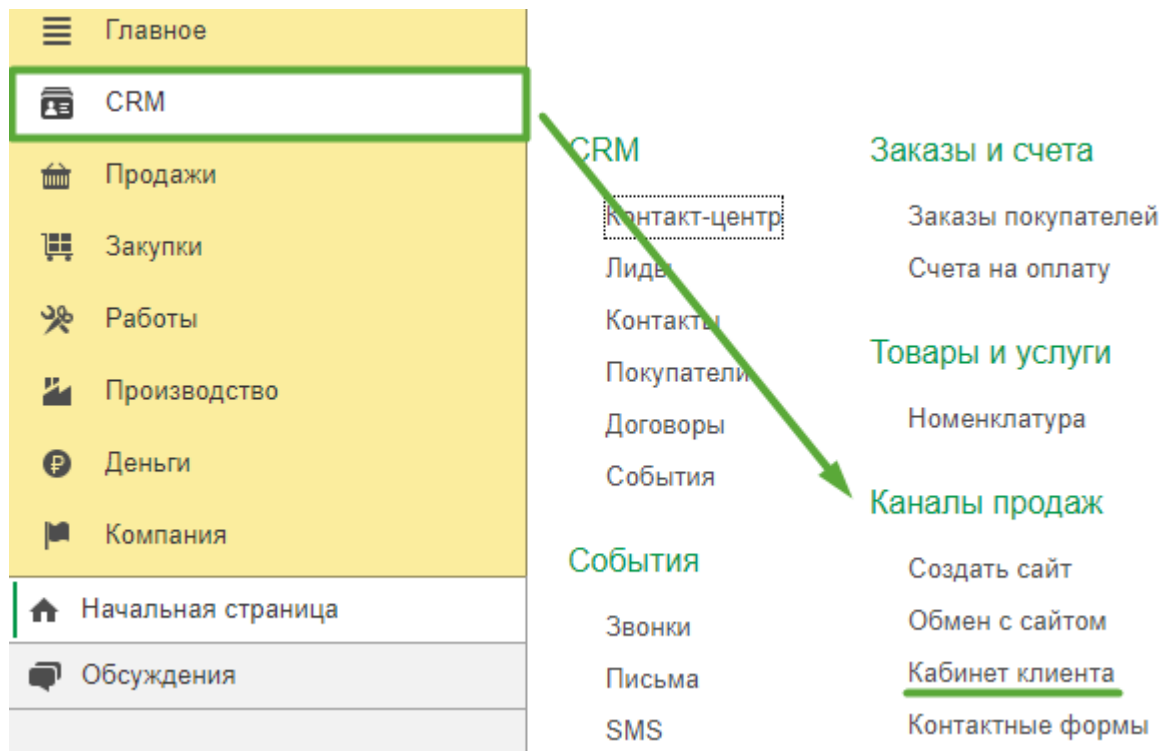 Главное
CRM
Продажи
Закупки
Работы
Производство
Деньги
Компания
Начальная страница
Обсуждения
CRM
Контакт-центр
Лиды
Контакты
Покупатели
Договоры
События
События
Звонки
Письма
SMS
Заказы и счета
Заказы покупателей
Счета на оплату
Товары и услуги
Номенклатура
Каналы продаж
Создать сайт
Обмен с сайтом
Кабинет клиента
Контактные формы